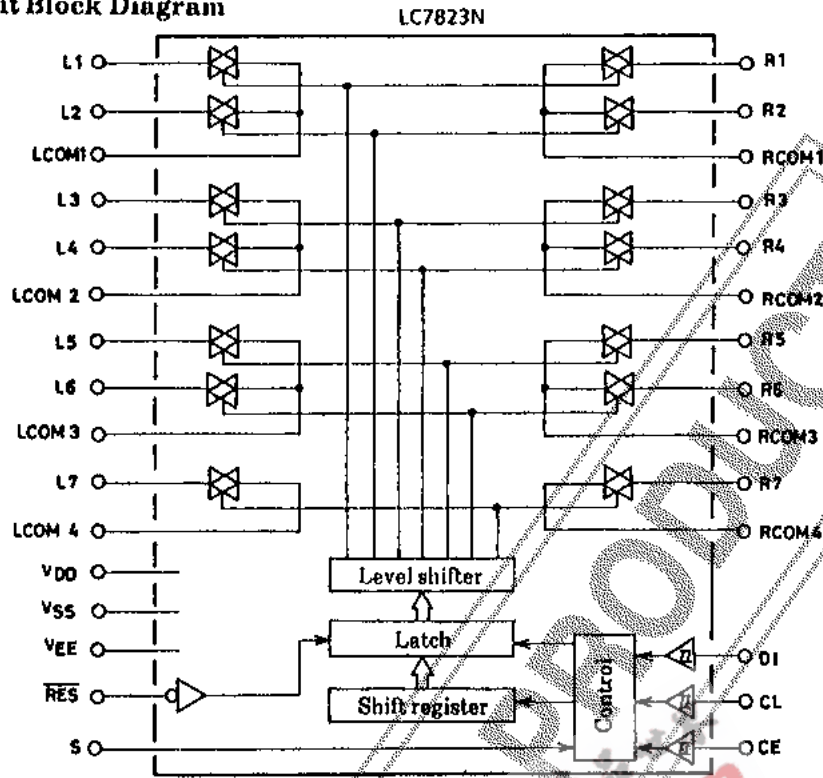 it Block Diagram
LC7823N
L1
R1
L2
R2
LCOM1
RCOM1
L3
R3
L4
R4
LCOM 2
RCOM2
L5
R5
L6
R6
LCOM 3
RCOM3
L7
R7
LCOM 4
RCOM4
VDD
Level shifter
VSS
VEE
Latch
Control
DI
RES
Shift register
CL
S
CE
PRODUCT